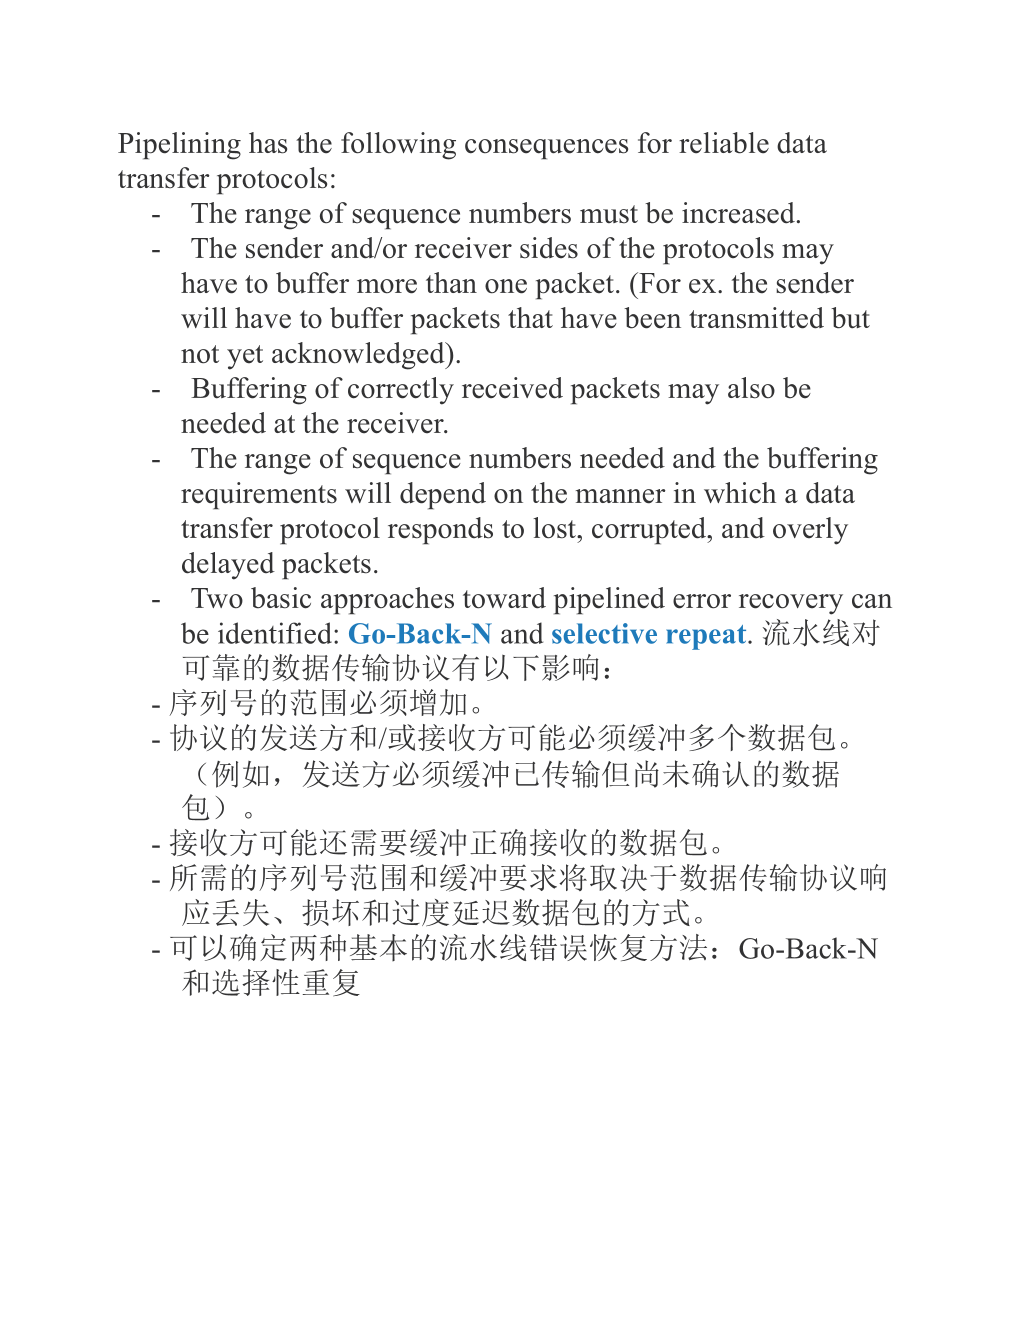 Pipelining has the following consequences for reliable data
transfer protocols:
- The range of sequence numbers must be increased.
- The sender and/or receiver sides of the protocols may
have to buffer more than one packet. (For ex. the sender
will have to buffer packets that have been transmitted but
not yet acknowledged).
- Buffering of correctly received packets may also be
needed at the receiver.
- The range of sequence numbers needed and the buffering
requirements will depend on the manner in which a data
transfer protocol responds to lost, corrupted, and overly
delayed packets.
- Two basic approaches toward pipelined error recovery can
be identified: Go-Back-N and selective repeat. 流水线对
可靠的数据传输协议有以下影响：
- 序列号的范围必须增加。
- 协议的发送方和/或接收方可能必须缓冲多个数据包。
（例如，发送方必须缓冲已传输但尚未确认的数据
包）。
- 接收方可能还需要缓冲正确接收的数据包。
- 所需的序列号范围和缓冲要求将取决于数据传输协议响
应丢失、损坏和过度延迟数据包的方式。
- 可以确定两种基本的流水线错误恢复方法：Go-Back-N
和选择性重复